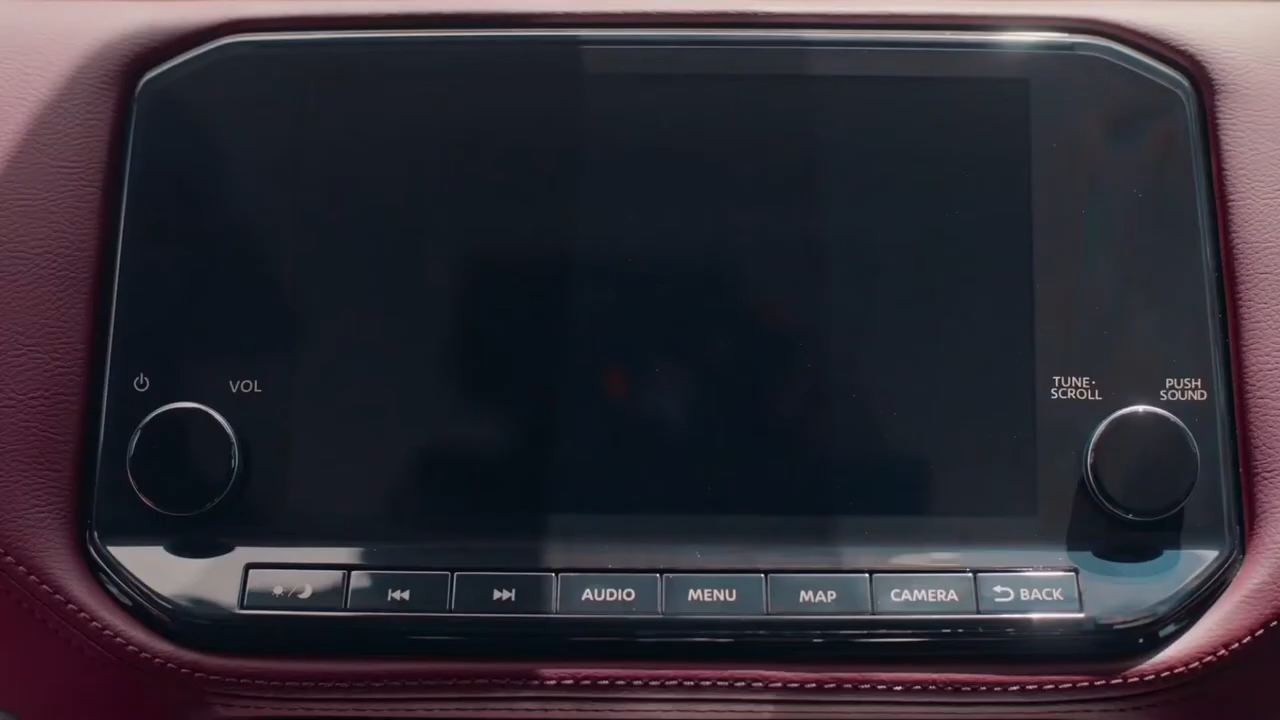 VOL
TUNE·
SCROLL
PUSH
SOUND
AUDIO
MENU
MAP
CAMERA
BACK